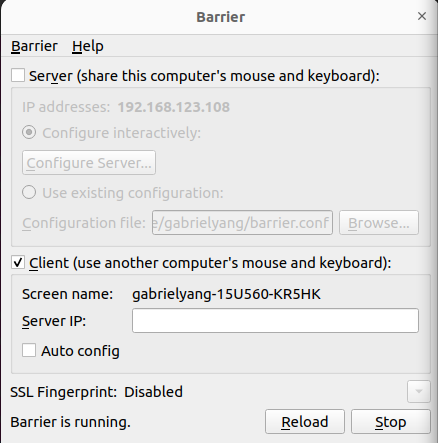 Barrier
Barrier Help
Server (share this computer's mouse and keyboard):
IP addresses: 192.168.123.108
Configure interactively:
Configure Server...
Use existing configuration:
Configuration file: e/gabrielyang/barrier.conf Browse...
Client (use another computer's mouse and keyboard):
Screen name: gabrielyang-15U560-KR5HK
Server IP:
Auto config
SSL Fingerprint: Disabled
Barrier is running. Reload Stop